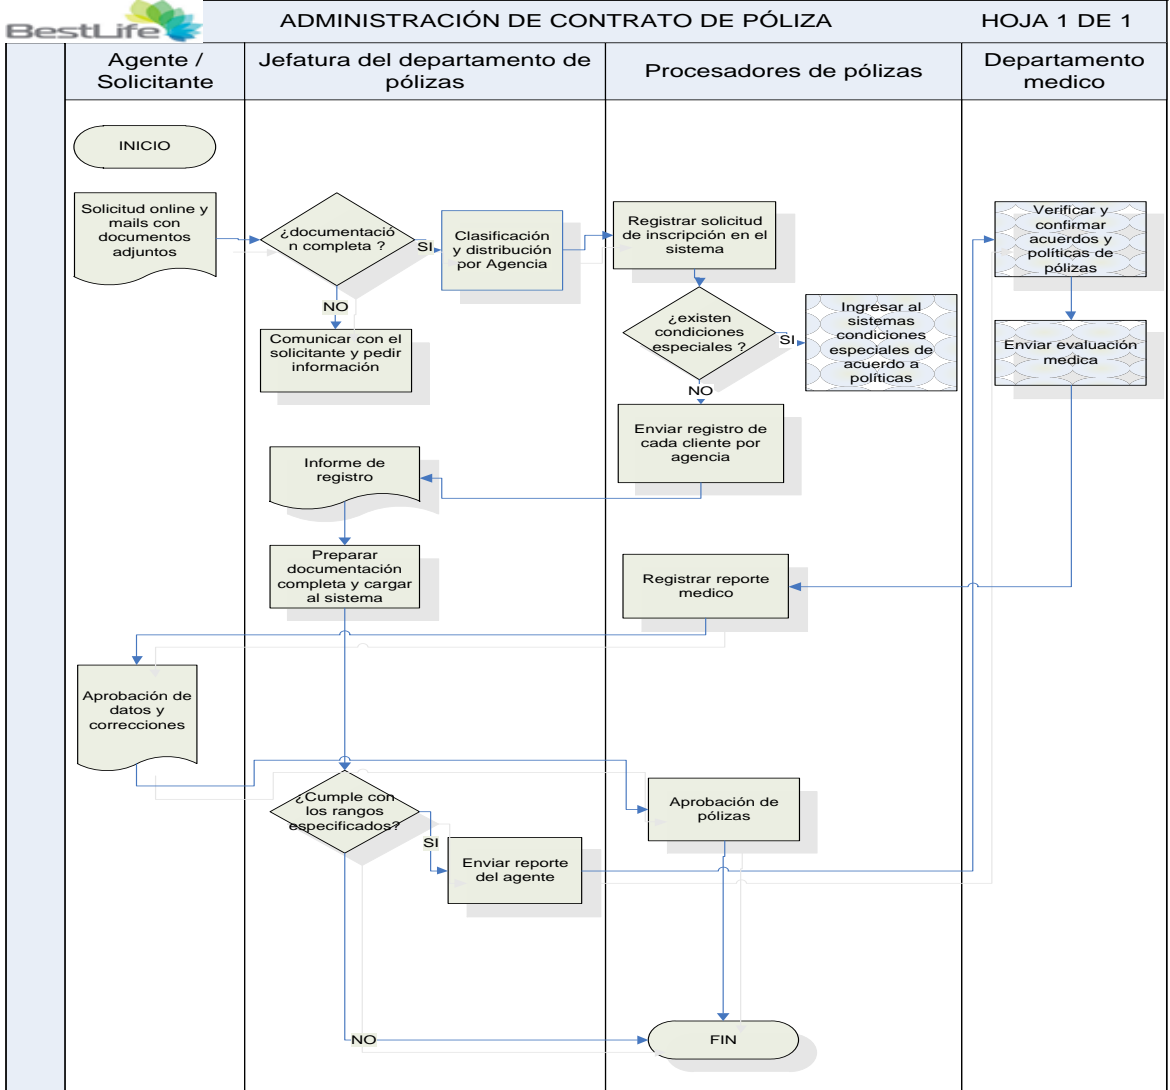 BestLife
ADMINISTRACIÓN DE CONTRATO DE PÓLIZA
HOJA 1 DE 1
Agente /
Solicitante
Jefatura del departamento de
pólizas
Procesadores de pólizas
Departamento
medico
INICIO
Solicitud online y
mails con
documentos
adjuntos
¿documentació
n completa ?
SI
Clasificación
y distribución
por Agencia
NO
Comunicar con el
solicitante y pedir
información
Registrar solicitud
de inscripción en el
sistema
¿existen
condiciones
especiales ?
SI
Ingresar al
sistemas
condiciones
especiales de
acuerdo a
políticas
NO
Enviar registro de
cada cliente por
agencia
Verificar y
confirmar
acuerdos y
políticas de
pólizas
Enviar evaluación
medica
Informe de
registro
Preparar
documentación
completa y cargar
al sistema
Registrar reporte
medico
Aprobación de
datos y
correcciones
¿Cumple con
los rangos
especificados?
SI
Enviar reporte
del agente
Aprobación de
pólizas
NO
FIN